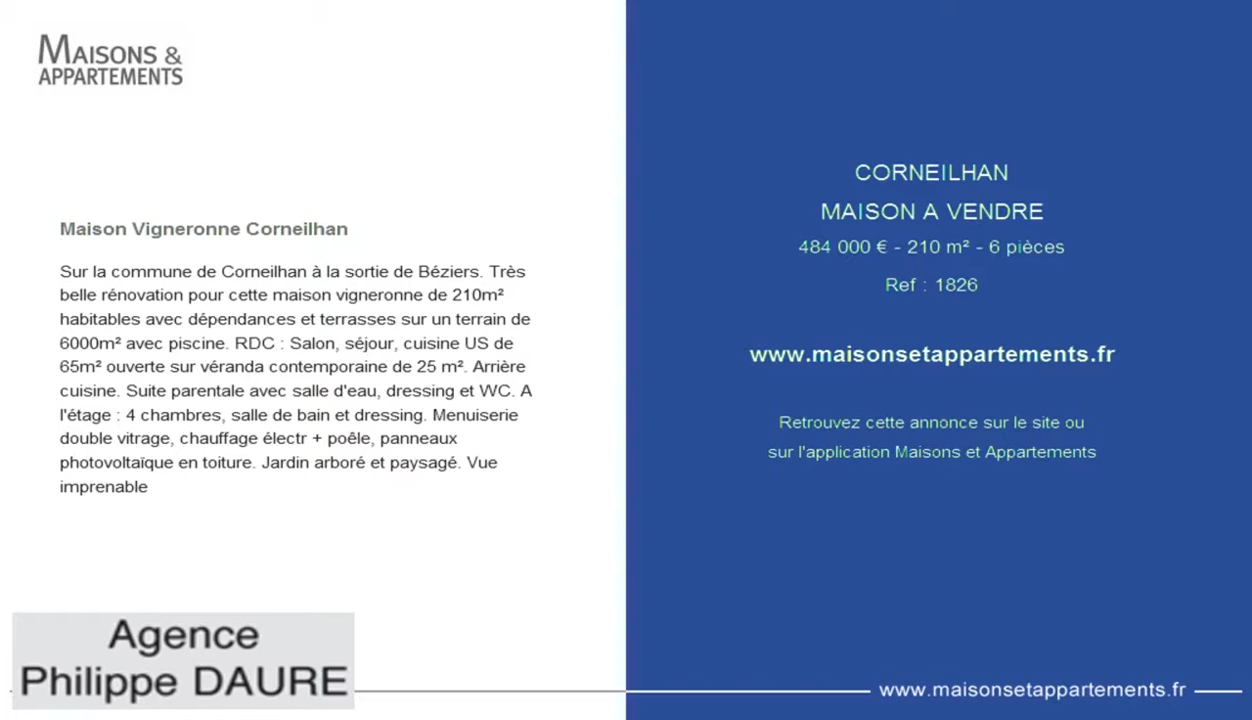 MAISONS &
APPARTEMENTS
Maison Vigneronne Corneilhan
Sur la commune de Corneilhan à la sortie de Béziers. Très
belle rénovation pour cette maison vigneronne de 210m²
habitables avec dépendances et terrasses sur un terrain de
6000m² avec piscine. RDC : Salon, séjour, cuisine US de
65m² ouverte sur véranda contemporaine de 25 m². Arrière
cuisine. Suite parentale avec salle d'eau, dressing et WC. A
l'étage : 4 chambres, salle de bain et dressing. Menuiserie
double vitrage, chauffage électr + poêle, panneaux
photovoltaïque en toiture. Jardin arboré et paysagé. Vue
imprenable
Agence
Philippe DAURE
CORNEILHAN
MAISON A VENDRE
484 000 € - 210 m² - 6 pièces
Ref : 1826
www.maisonsetappartements.fr
Retrouvez cette annonce sur le site ou
sur l'application Maisons et Appartements
www.maisonsetappartements.fr